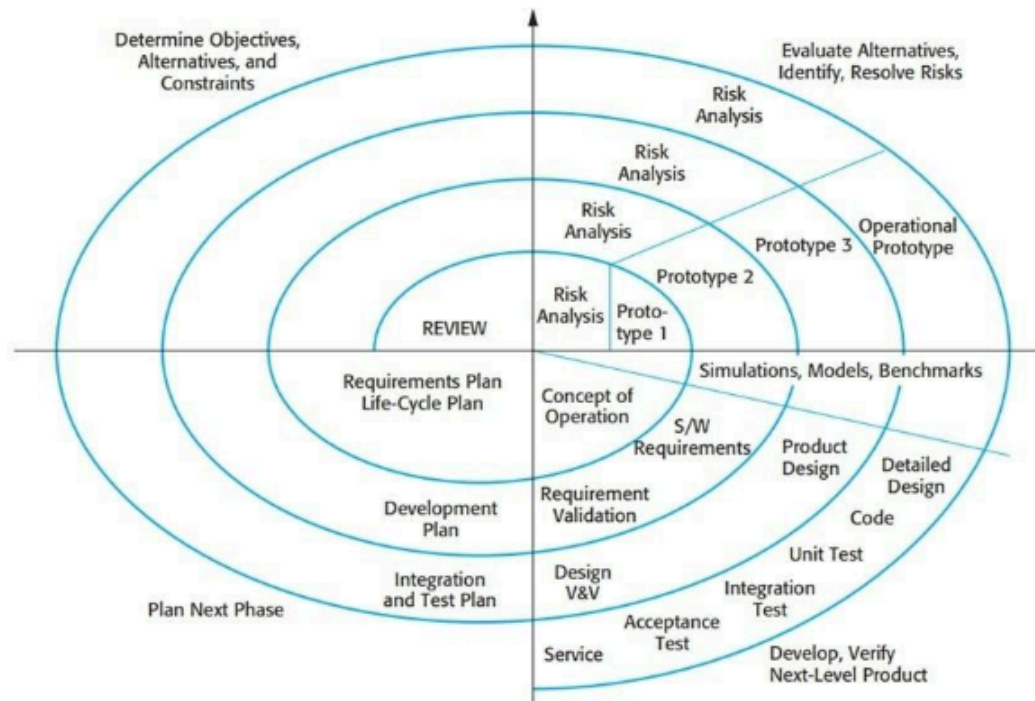 Determine Objectives,
Alternatives, and
Constraints
Evaluate Alternatives,
Identify, Resolve Risks
Risk
Analysis
Risk
Analysis
Risk
Analysis
Operational
Prototype
Prototype 3
Prototype 2
Risk
Analysis
Proto-
type 1
REVIEW
Simulations, Models, Benchmarks
Requirements Plan
Life-Cycle Plan
Concept of
Operation
S/W
Requirements
Product
Design
Detailed
Design
Development
Plan
Requirement
Validation
Code
Unit Test
Integration
and Test Plan
Design
V&V
Integration
Test
Plan Next Phase
Acceptance
Test
Service
Develop, Verify
Next-Level Product